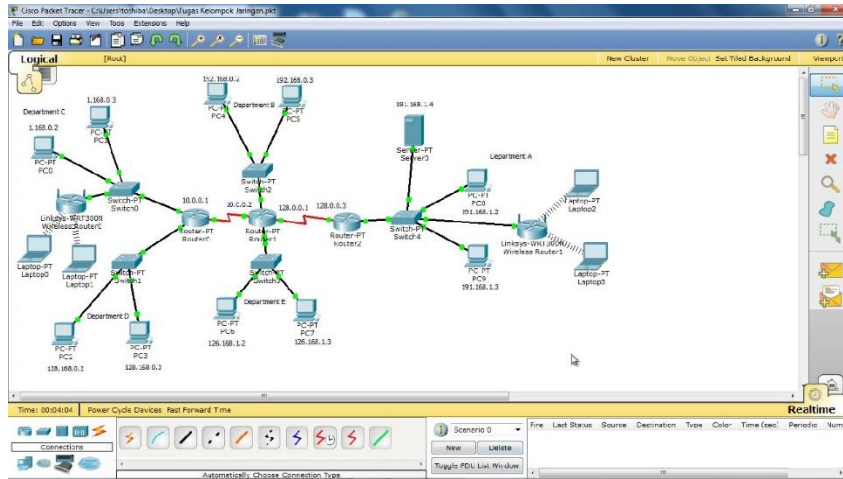 Cisco Packet Tracer - C:\Users\toshiba\Desktop\Tugas Kelompok Jaringan.pkt
File Edit Options View Tools Extensions Help
Logical [Root] New Cluster Move Object Set Tiled Background Viewport
192.168.0.2 192.168.0.3
Department C 1.168.0.3
Department B
PC-PT
PC4
PC-PT
PC5
191.168.1.4
1.168.0.2
PC-PT
PC-PT
PC0
Server-PT
Server0
Department A
Switch-PT
Switch2
Switch-PT
Switch0
10.0.0.1 10.0.0.2 128.0.0.1 128.0.0.3
PC-PT
PC8
191.168.1.2
Laptop-PT
Laptop2
Linksys-WRT300N
Wireless Router0
Router-PT
Router0
Router-PT
Router1
Router-PT
Router2
Switch-PT
Switch4
Linksys-WRT300N
Wireless Router1
Laptop-PT
Laptop0
Laptop-PT
Laptop1
Switch-PT
Switch1
Switch-PT
PC-PT
PC9
191.168.1.3
Laptop-PT
Laptop3
Department D
Department E
PC-PT
PC6
126.168.1.2
PC-PT
PC7
126.168.1.3
PC-PT
PC2
128.168.0.2
PC-PT
PC3
128.168.0.3
Time: 00:04:04 Power Cycle Devices Fast Forward Time Realtime
Connections
Automatically Choose Connection Type
Scenario 0
New Delete
Toggle PDU List Window
Fire Last Status Source Destination Type Color Time (sec) Periodic Num